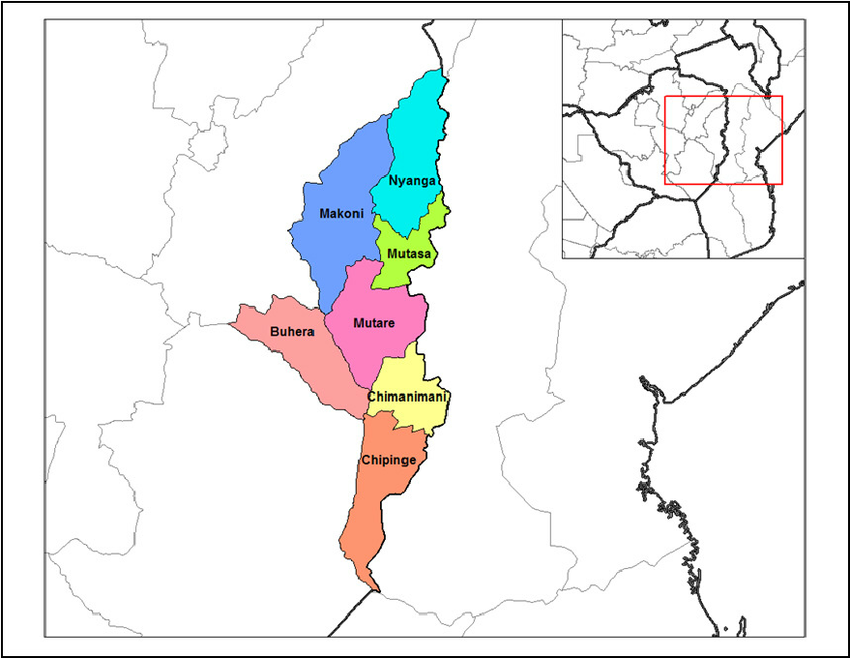 Nyanga
Makoni
Mutasa
Mutare
Buhera
Chimanimani
Chipinge